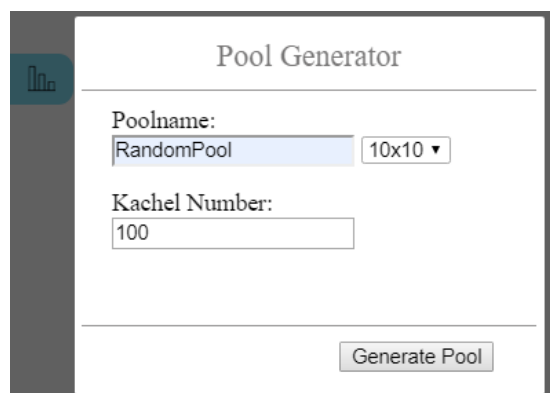 Pool Generator
Poolname:
RandomPool 10x10
Kachel Number:
100
Generate Pool